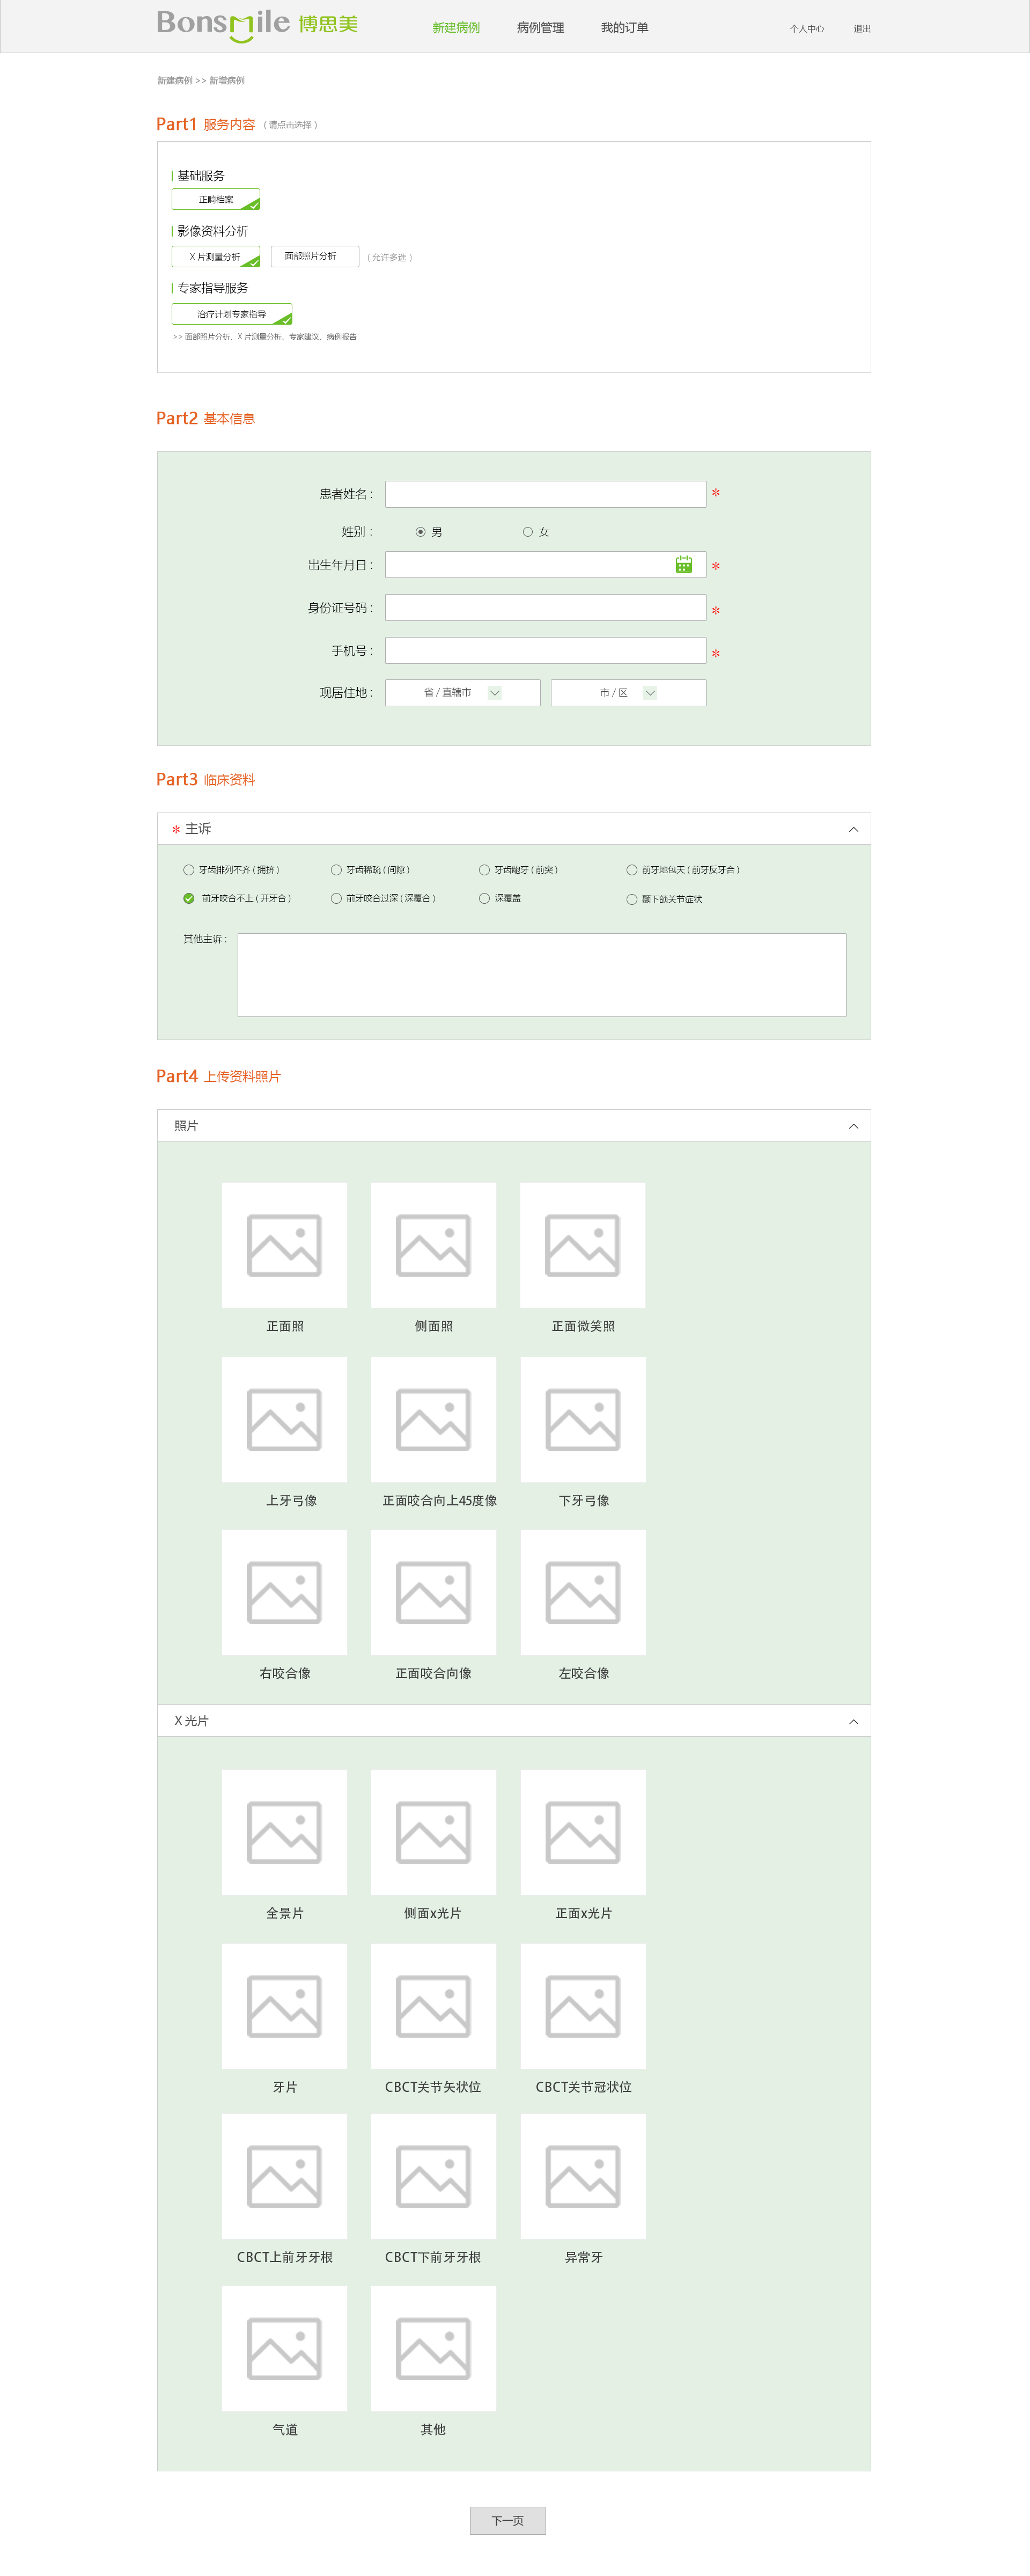 Bonsmile 博思美 新建病例 病例管理 我的订单 个人中心 退出
新建病例 >> 新增病例
Part1 服务内容 ( 请点击选择 )
基础服务
正畸档案
影像资料分析
X 片测量分析 面部照片分析 ( 允许多选 )
专家指导服务
治疗计划专家指导
>> 面部照片分析、X 片测量分析、专家建议、病例报告
Part2 基本信息
患者姓名 : *
姓别 : 男 女
出生年月日 : *
身份证号码 : *
手机号 : *
现居住地 : 省 / 直辖市 市 / 区
Part3 临床资料
* 主诉
牙齿排列不齐 ( 拥挤 ) 牙齿稀疏 ( 间隙 ) 牙齿龅牙 ( 前突 ) 前牙地包天 ( 前牙反牙合 )
前牙咬合不上 ( 开牙合 ) 前牙咬合过深 ( 深覆合 ) 深覆盖 颞下颌关节症状
其他主诉 :
Part4 上传资料照片
照片
正面照 侧面照 正面微笑照
上牙弓像 正面咬合向上45度像 下牙弓像
右咬合像 正面咬合向像 左咬合像
X 光片
全景片 侧面x光片 正面x光片
牙片 CBCT关节矢状位 CBCT关节冠状位
CBCT上前牙牙根 CBCT下前牙牙根 异常牙
气道 其他
下一页